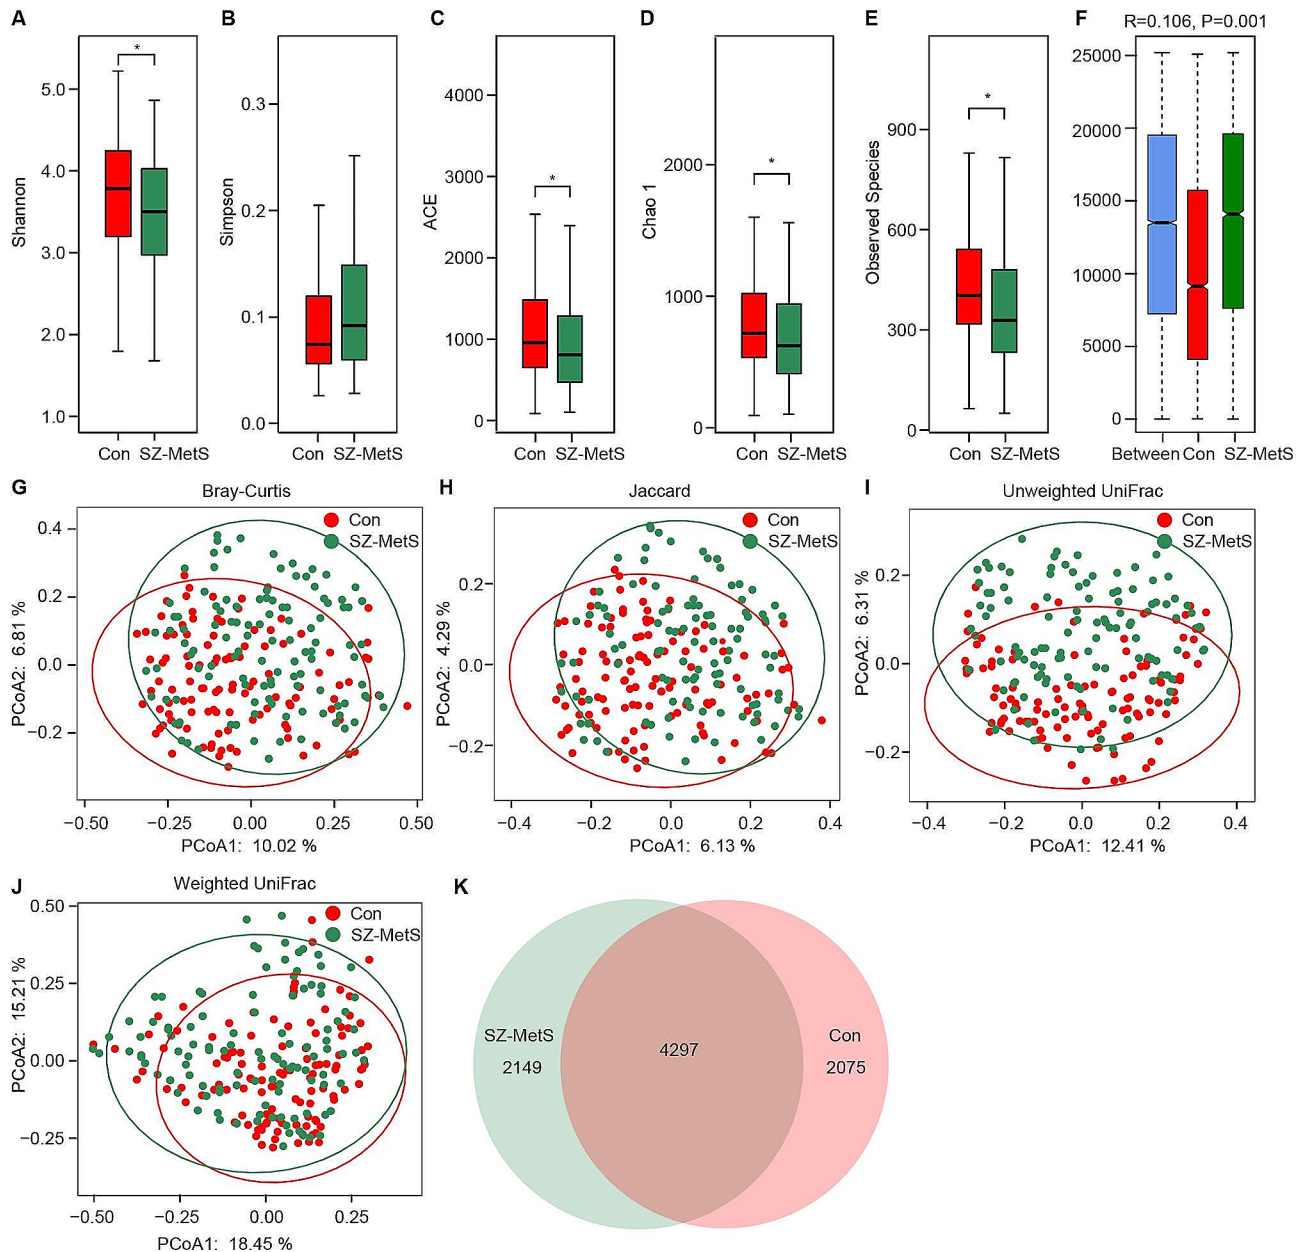 A
B
C
D
E
F
R=0.106, P=0.001
*
5.0
4.0
3.0
2.0
1.0
Shannon
Con SZ-MetS
0.3
0.2
0.1
0.0
Simpson
Con SZ-MetS
*
4000
3000
2000
1000
0
ACE
Con SZ-MetS
*
2000
1000
0
Chao 1
Con SZ-MetS
*
900
600
300
0
Observed Species
Con SZ-MetS
25000
20000
15000
10000
5000
0
Between Con SZ-MetS
G
Bray-Curtis
Con
SZ-MetS
0.4
0.2
0.0
−0.2
PCoA2: 6.81 %
−0.50 −0.25 0.00 0.25 0.50
PCoA1: 10.02 %
H
Jaccard
Con
SZ-MetS
0.2
0.0
−0.2
PCoA2: 4.29 %
−0.4 −0.2 0.0 0.2 0.4
PCoA1: 6.13 %
I
Unweighted UniFrac
Con
SZ-MetS
0.2
0.0
−0.2
PCoA2: 6.31 %
−0.4 −0.2 0.0 0.2 0.4
PCoA1: 12.41 %
J
Weighted UniFrac
Con
SZ-MetS
0.50
0.25
0.00
−0.25
PCoA2: 15.21 %
−0.50 −0.25 0.00 0.25
PCoA1: 18.45 %
K
SZ-MetS
2149
4297
Con
2075